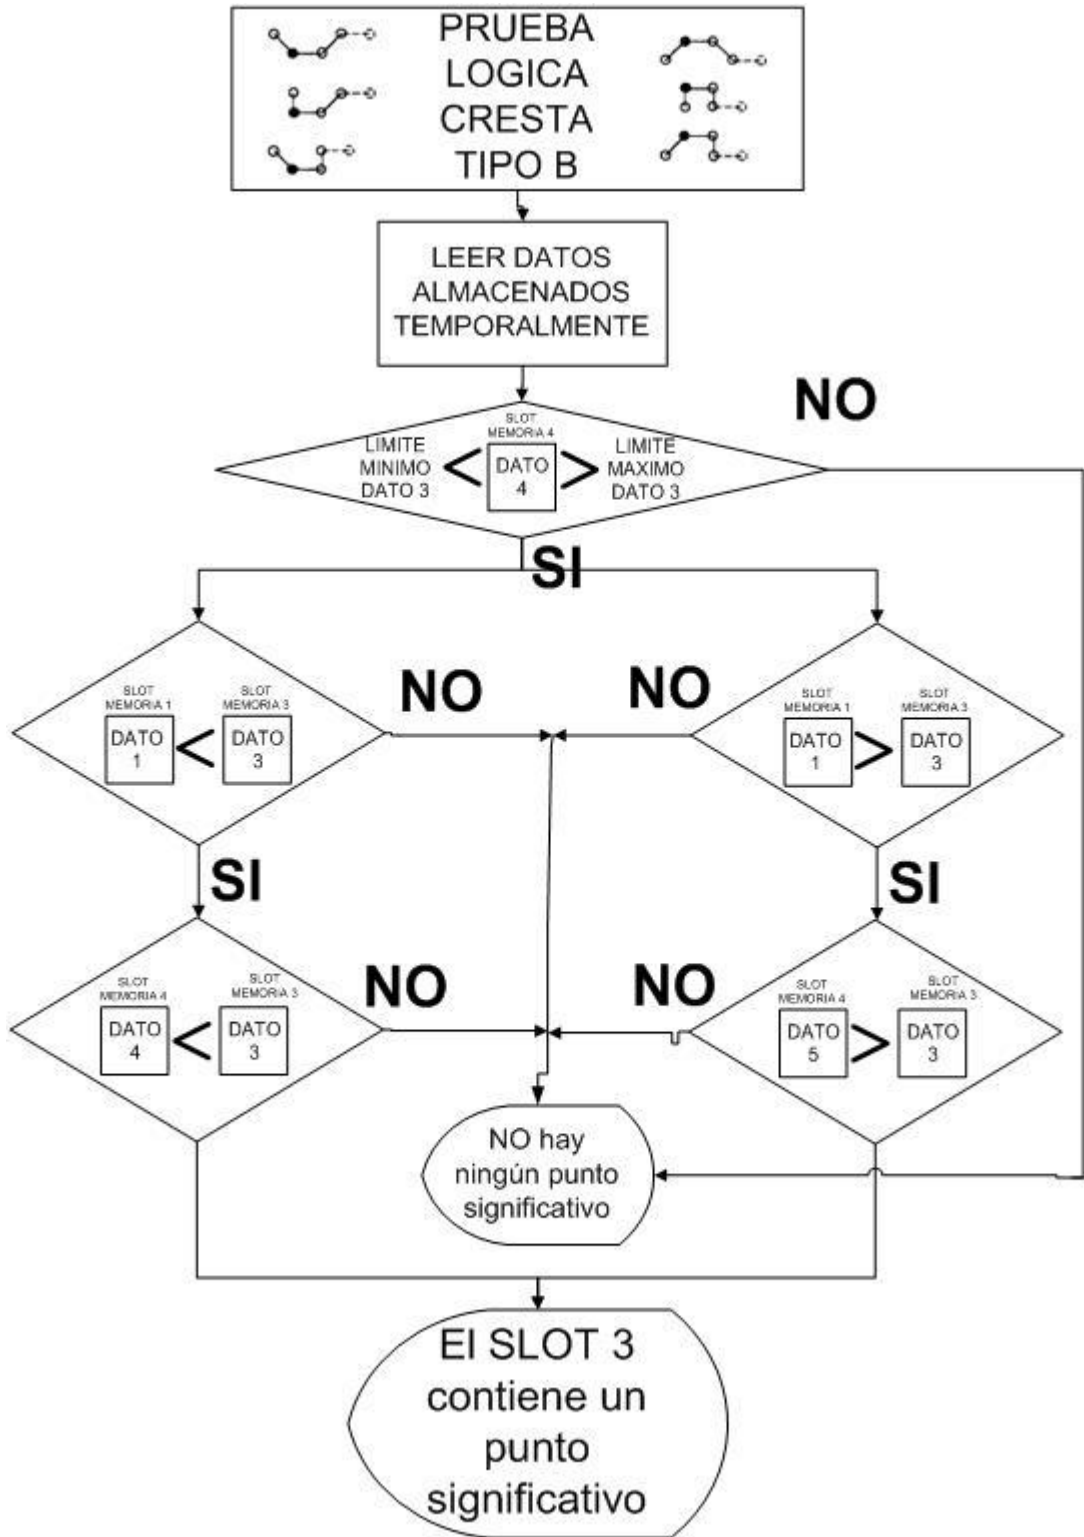 PRUEBA
LOGICA
CRESTA
TIPO B
LEER DATOS
ALMACENADOS
TEMPORALMENTE
NO
SLOT
MEMORIA 4
LIMITE
MINIMO
DATO 3
<
DATO
4
>
LIMITE
MAXIMO
DATO 3
SI
SLOT
MEMORIA 1
SLOT
MEMORIA 3
DATO
1
<
DATO
3
NO
NO
SLOT
MEMORIA 1
SLOT
MEMORIA 3
DATO
1
>
DATO
3
SI
SI
SLOT
MEMORIA 4
SLOT
MEMORIA 3
DATO
4
<
DATO
3
NO
NO
SLOT
MEMORIA 4
SLOT
MEMORIA 3
DATO
5
>
DATO
3
NO hay
ningún punto
significativo
El SLOT 3
contiene un
punto
significativo